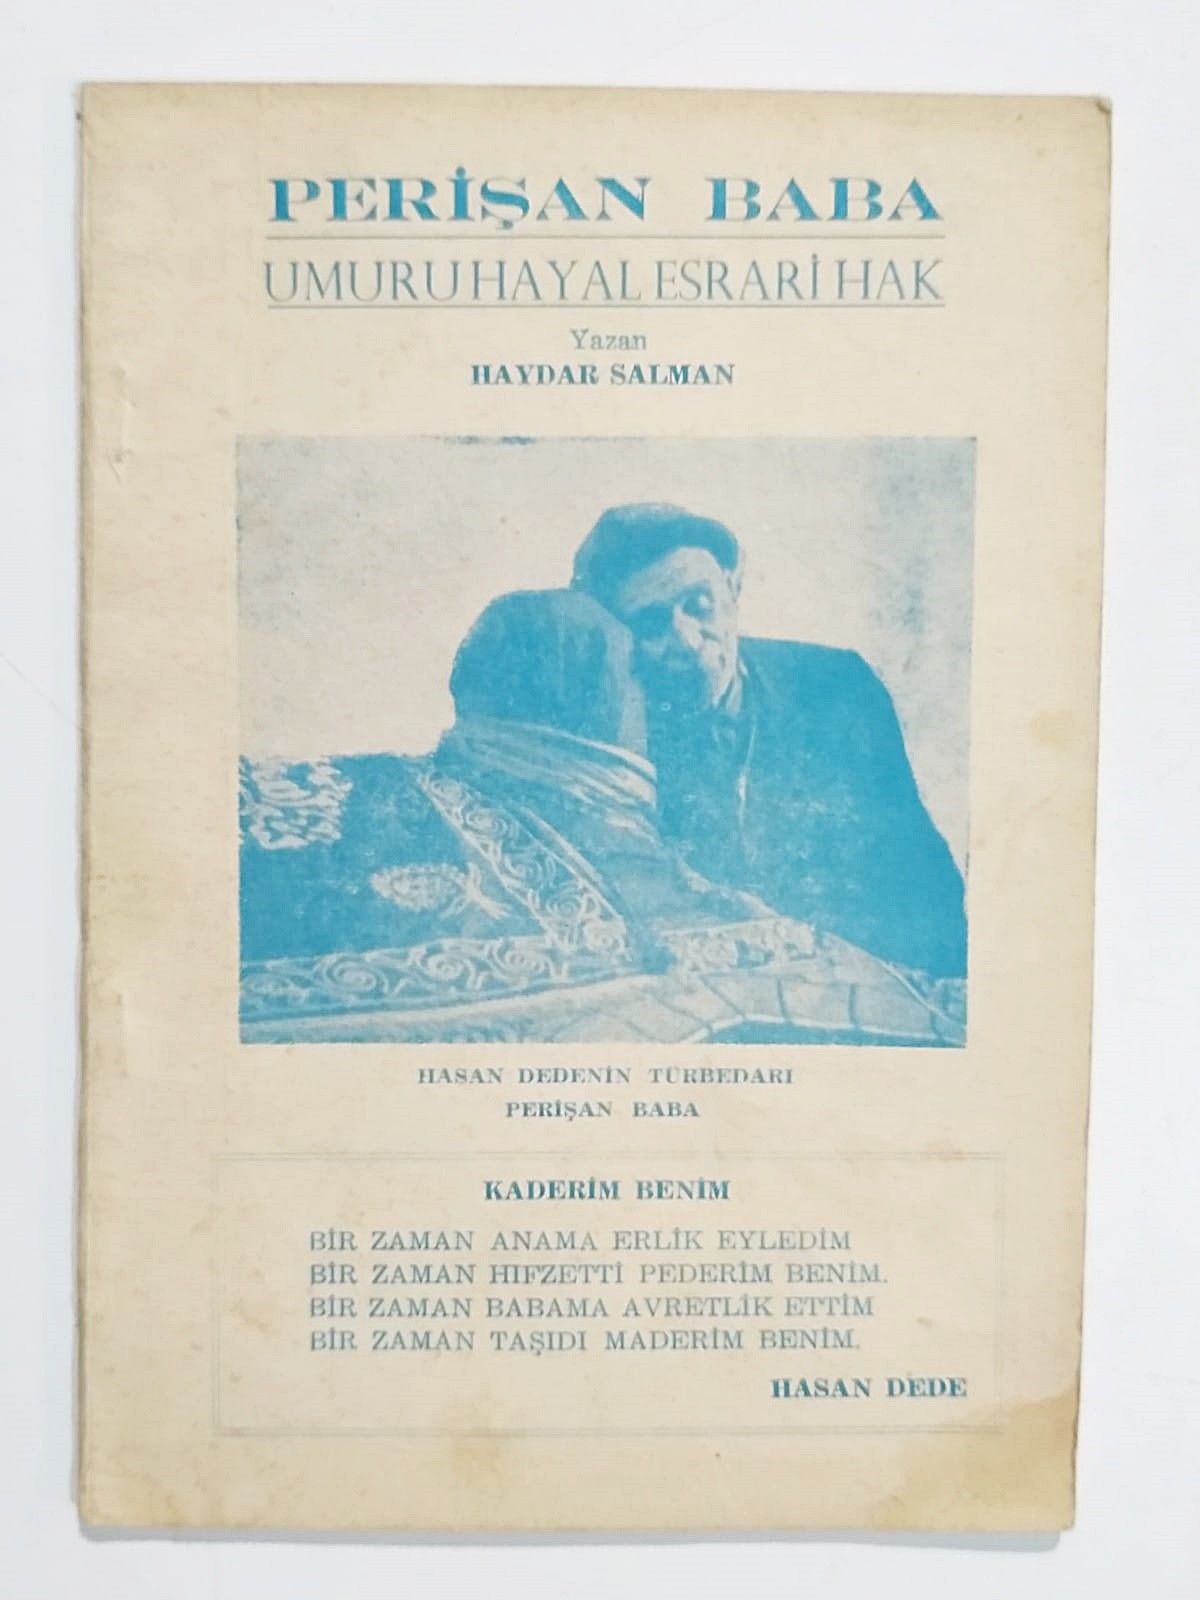 PERİŞAN BABA
UMURU HAYAL ESRARİ HAK
Yazan
HAYDAR SALMAN
HASAN DEDENİN TÜRBEDARI
PERİŞAN BABA
KADERİM BENİM
BİR ZAMAN ANAMA ERLİK EYLEDİM
BİR ZAMAN HIFZETTİ PEDERİM BENİM.
BİR ZAMAN BABAMA AVRETLİK ETTİM
BİR ZAMAN TAŞIDI MADERİM BENİM.
HASAN DEDE